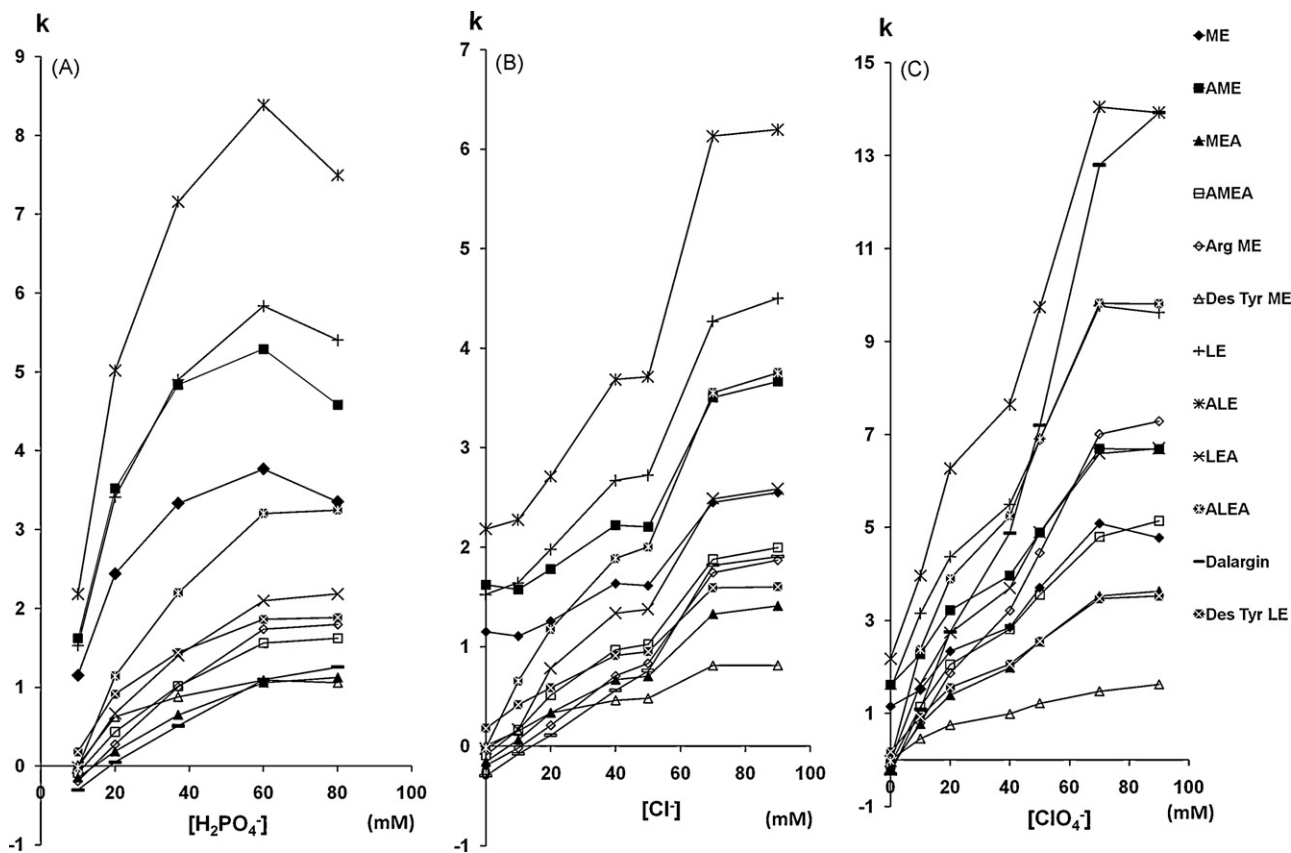 k
(A)
9
8
7
6
5
4
3
2
1
0
-1
0
20
40
60
80
100
[H₂PO₄⁻]
(mM)
k
(B)
7
6
5
4
3
2
1
0
-1
0
20
40
60
80
100
[Cl⁻]
(mM)
k
(C)
15
13
11
9
7
5
3
1
-1
0
20
40
60
80
100
[ClO₄⁻]
(mM)
ME
AME
MEA
AMEA
Arg ME
Des Tyr ME
LE
ALE
LEA
ALEA
Dalargin
Des Tyr LE